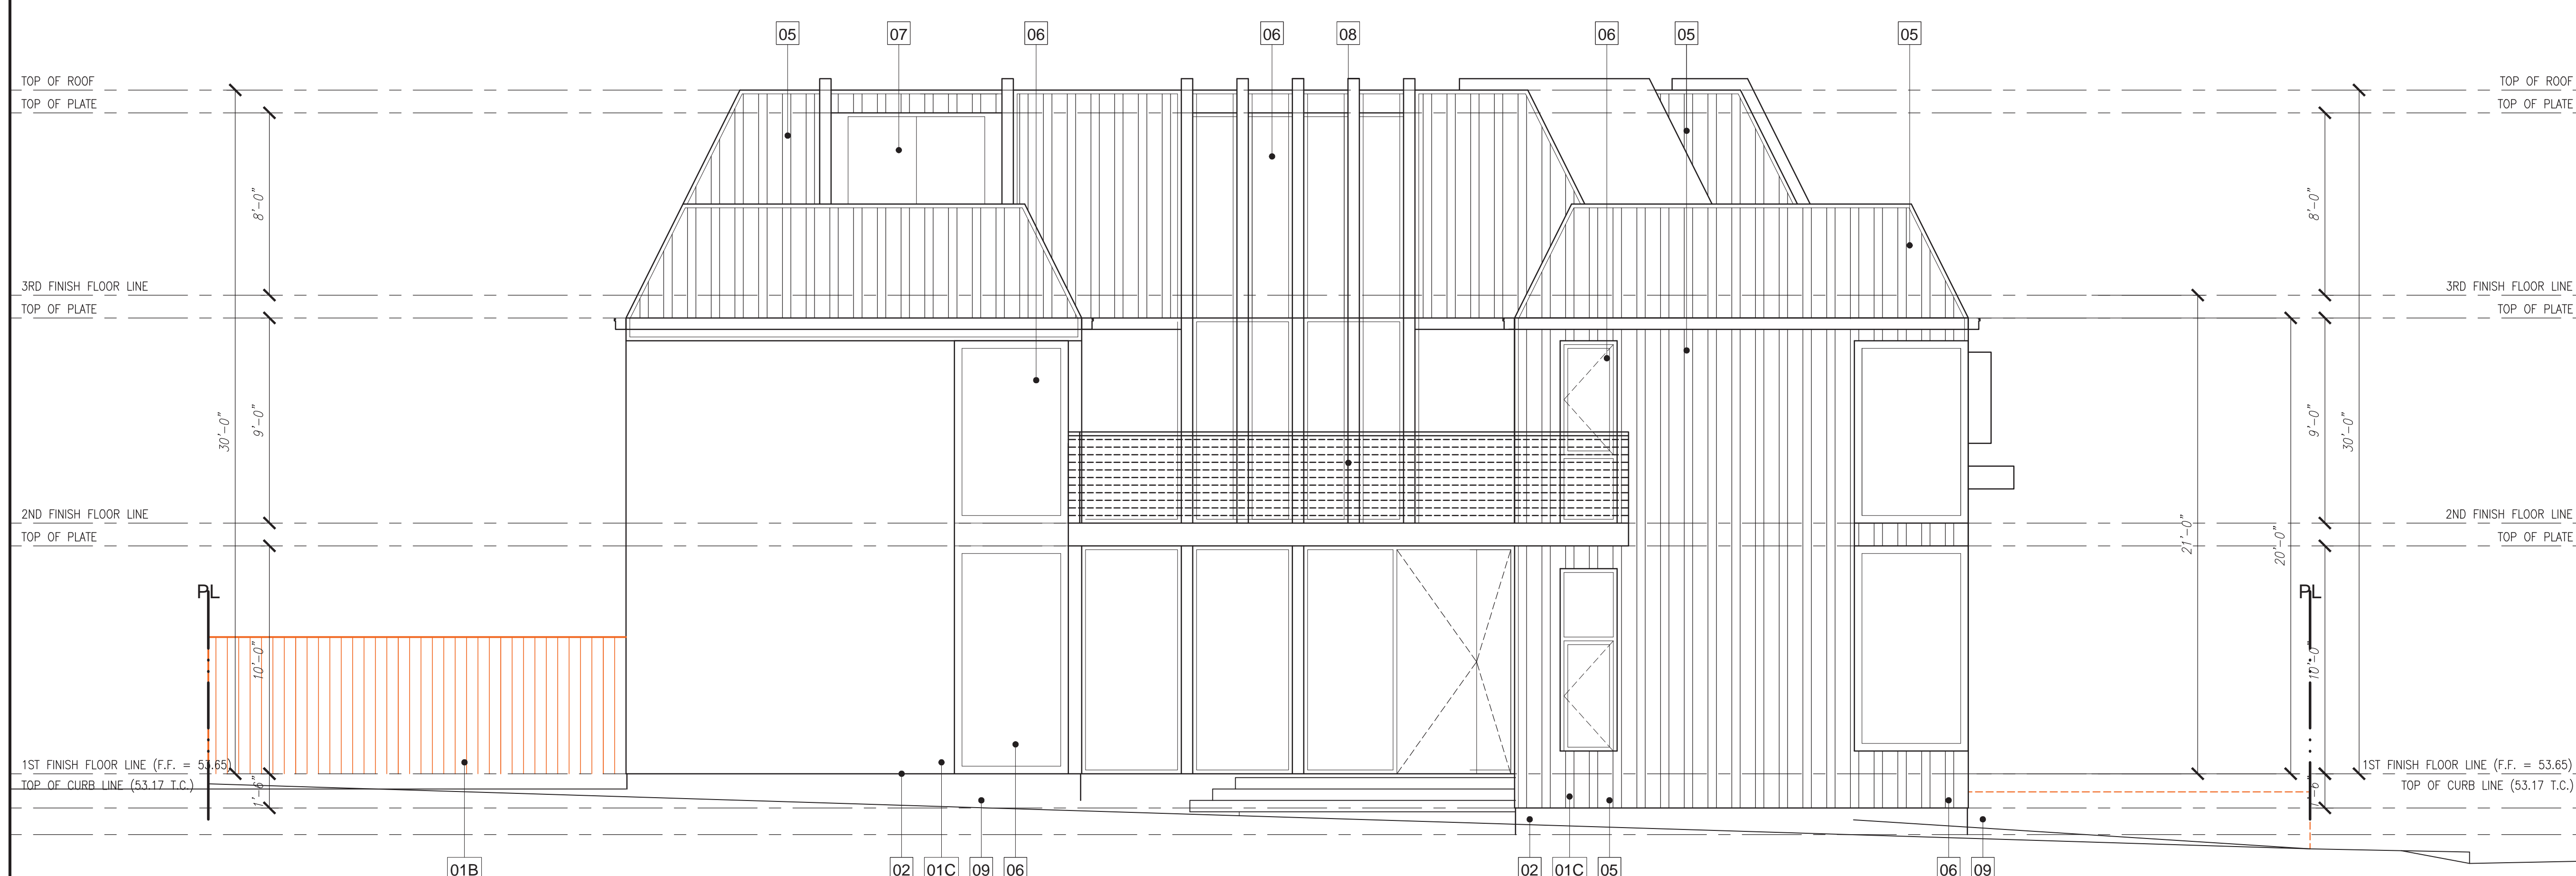 05 07 06 06 08 06 05 05
TOP OF ROOF
TOP OF PLATE
3RD FINISH FLOOR LINE
TOP OF PLATE
2ND FINISH FLOOR LINE
TOP OF PLATE
1ST FINISH FLOOR LINE (F.F. = 53.65)
TOP OF CURB LINE (53.17 T.C.)
8'-0"
9'-0"
30'-0"
10'-0"
1'-6"
PL
TOP OF ROOF
TOP OF PLATE
3RD FINISH FLOOR LINE
TOP OF PLATE
2ND FINISH FLOOR LINE
TOP OF PLATE
1ST FINISH FLOOR LINE (F.F. = 53.65)
TOP OF CURB LINE (53.17 T.C.)
8'-0"
9'-0"
30'-0"
21'-0"
20'-0"
10'-0"
1'-6"
PL
01B 02 01C 09 06 02 01C 05 06 09